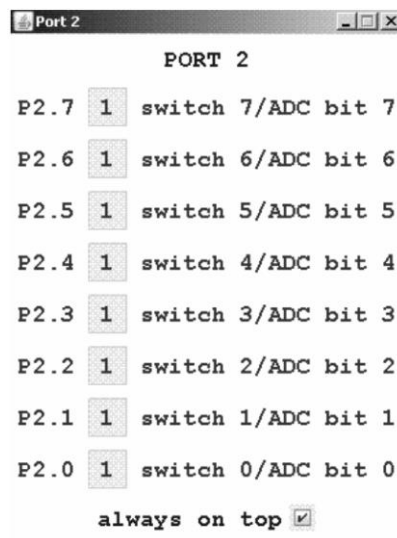 Port 2
PORT 2
P2.7 1 switch 7/ADC bit 7
P2.6 1 switch 6/ADC bit 6
P2.5 1 switch 5/ADC bit 5
P2.4 1 switch 4/ADC bit 4
P2.3 1 switch 3/ADC bit 3
P2.2 1 switch 2/ADC bit 2
P2.1 1 switch 1/ADC bit 1
P2.0 1 switch 0/ADC bit 0
always on top